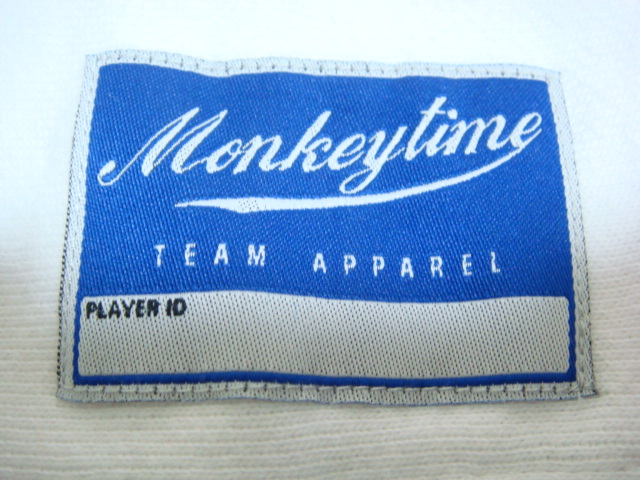 Monkeytime
TEAM APPAREL
PLAYER ID